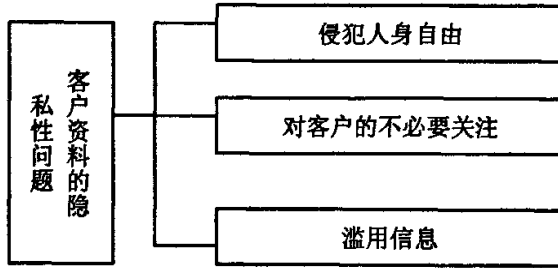 客户资料的隐
私性问题
侵犯人身自由
对客户的不必要关注
滥用信息